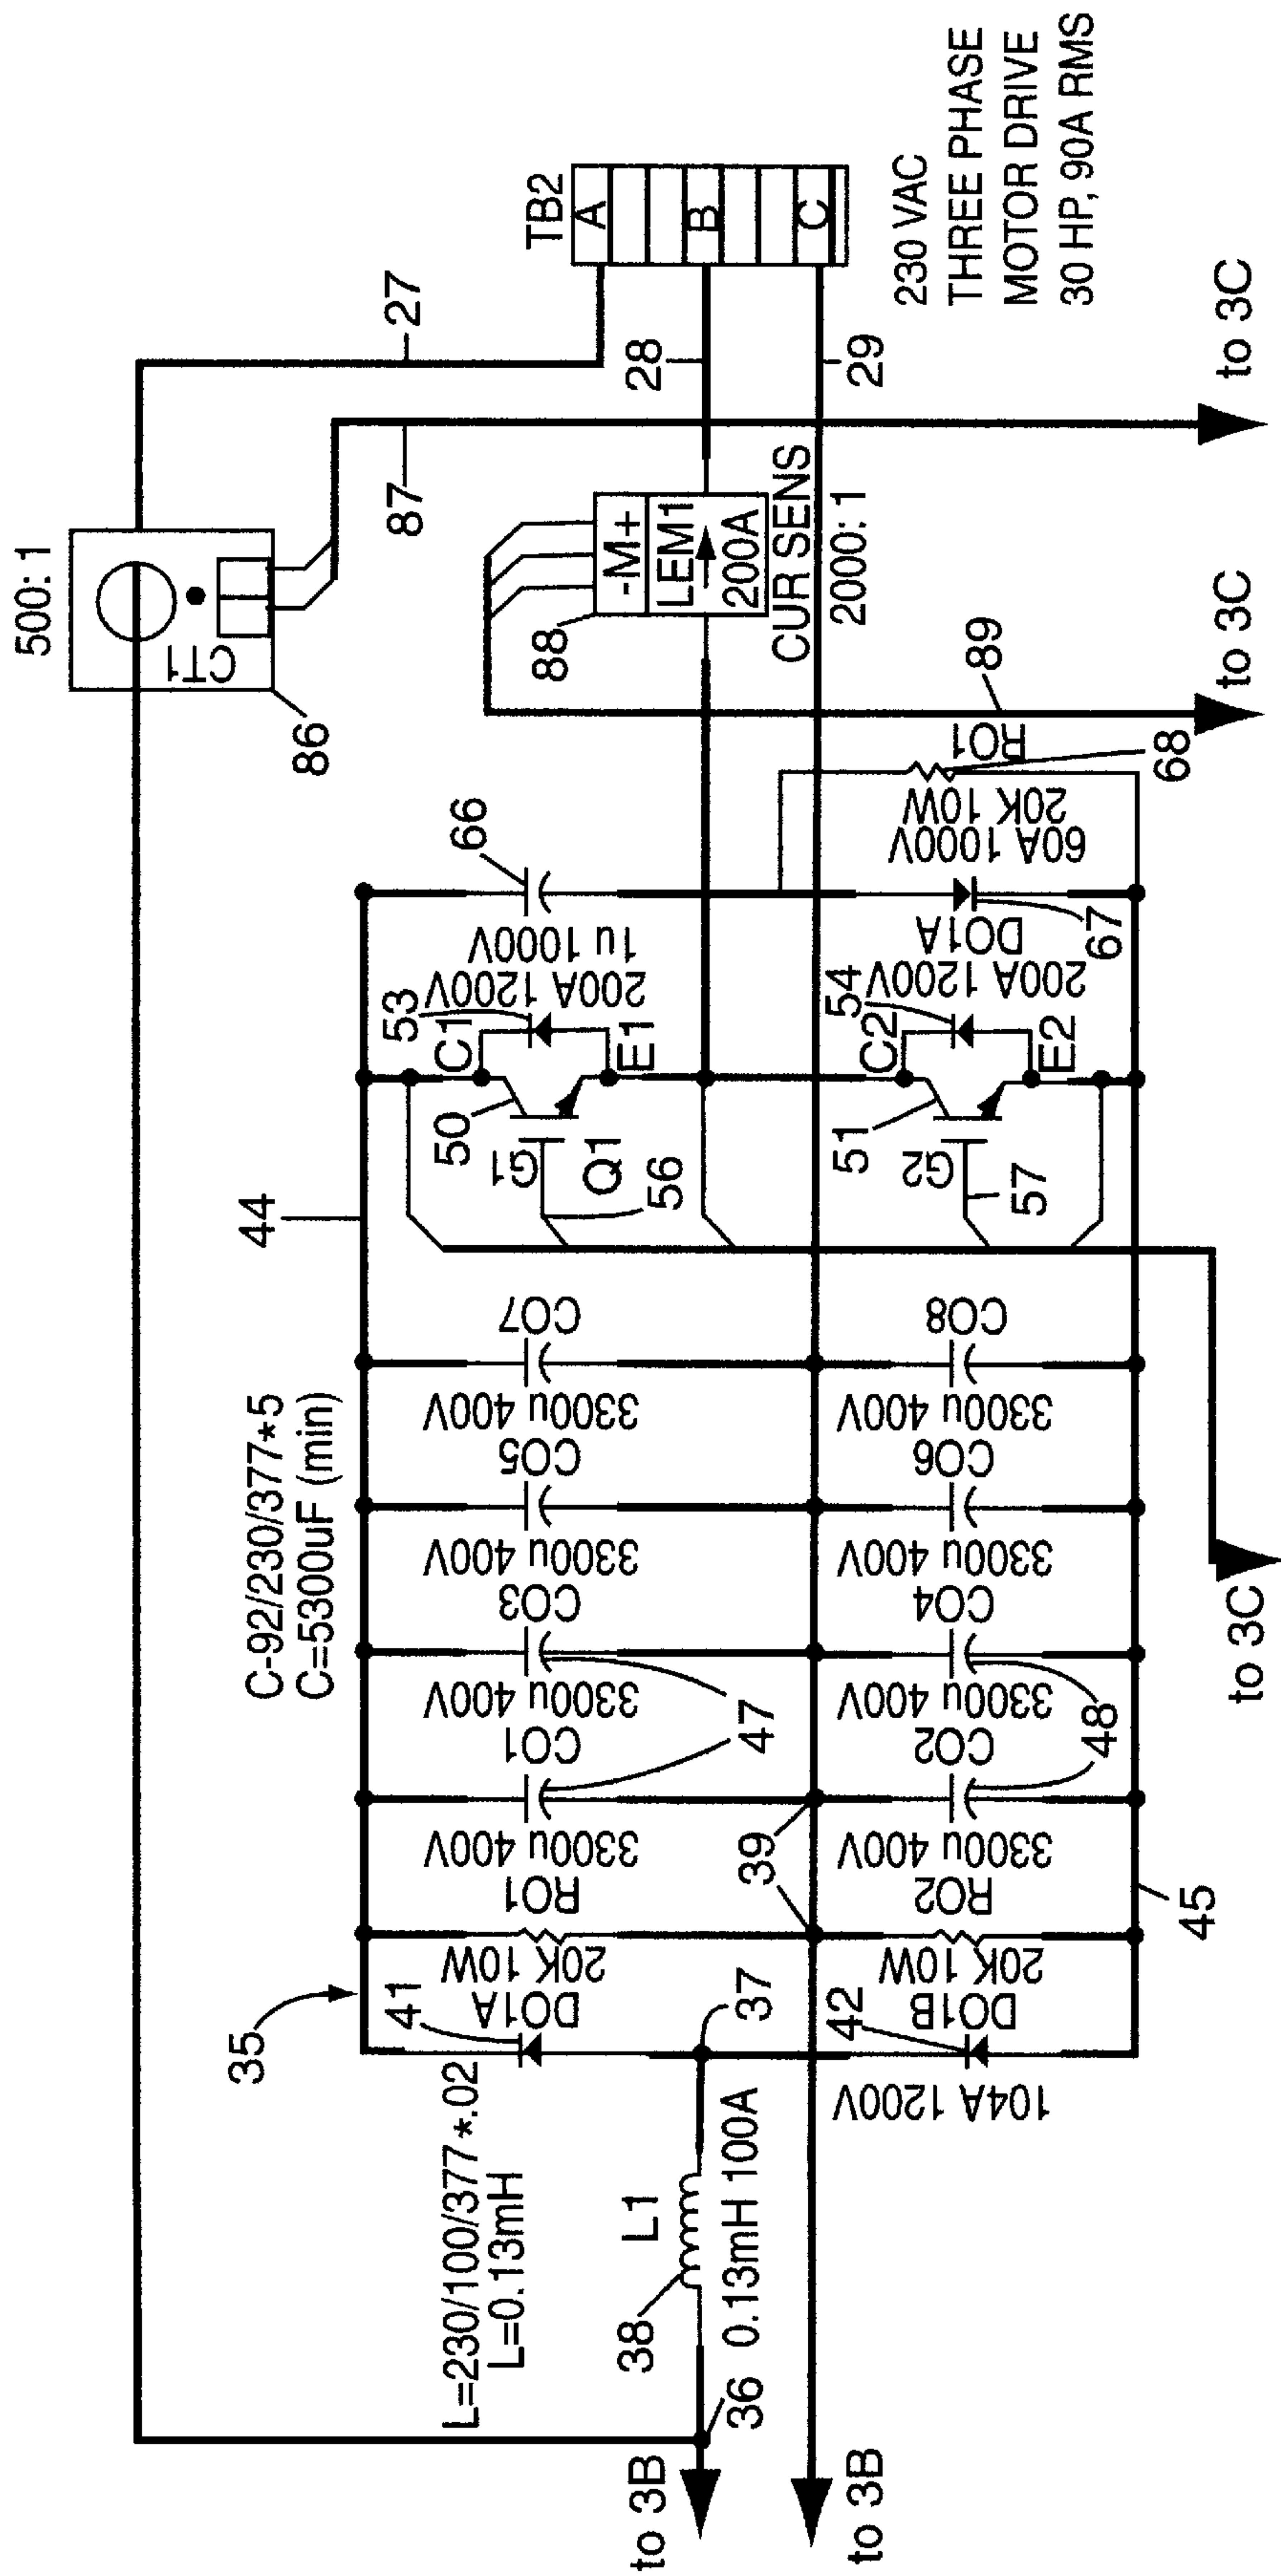 500: 1
CT1
86
87
27
TB2
A
B
C
28
29
230 VAC
THREE PHASE
MOTOR DRIVE
30 HP, 90A RMS
to 3C
-M+
LEM1
200A
88
CUR SENS
2000: 1
89
to 3C
RO1
20K 10W
68
66
1u 1000V
60A 1000V
DO1A
67
200A 1200V
53
C1
E1
50
G1
Q1
56
200A 1200V
54
C2
E2
51
G2
57
44
C-92/230/377*5
C=5300uF (min)
CO7
3300u 400V
CO8
3300u 400V
CO5
3300u 400V
CO6
3300u 400V
CO3
3300u 400V
CO4
3300u 400V
47
48
CO1
3300u 400V
CO2
3300u 400V
39
to 3C
RO1
20K 10W
RO2
20K 10W
45
35
41
DO1A
37
42
DO1B
104A 1200V
L=230/100/377*.02
L=0.13mH
L1
38
0.13mH 100A
36
to 3B
to 3B